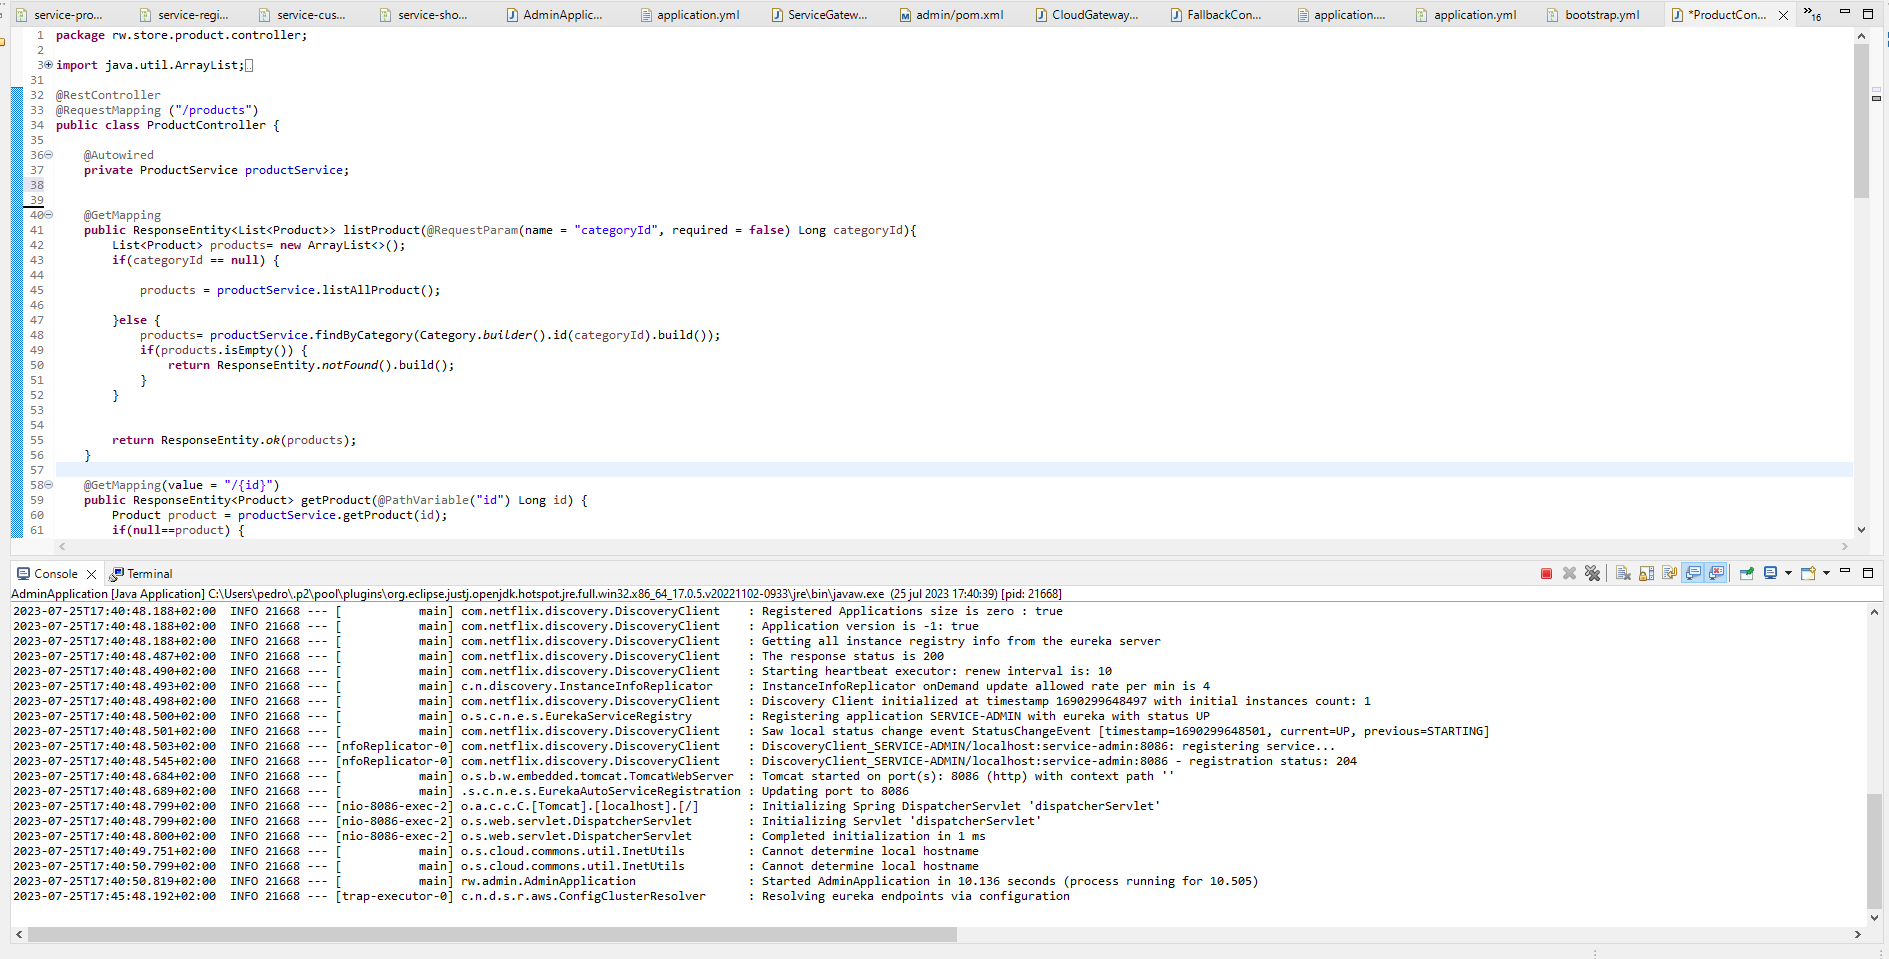 service-pro... service-regi... service-cus... service-sho... AdminApplic... application.yml ServiceGatew... admin/pom.xml CloudGateway... FallbackCon... application.... application.yml bootstrap.yml *ProductCon... 16
1 package rw.store.product.controller;
2
3 import java.util.ArrayList;
31
32 @RestController
33 @RequestMapping ("/products")
34 public class ProductController {
35
36 @Autowired
37 private ProductService productService;
38
39
40 @GetMapping
41 public ResponseEntity<List<Product>> listProduct(@RequestParam(name = "categoryId", required = false) Long categoryId){
42 List<Product> products= new ArrayList<>();
43 if(categoryId == null) {
44
45 products = productService.listAllProduct();
46
47 }else {
48 products= productService.findByCategory(Category.builder().id(categoryId).build());
49 if(products.isEmpty()) {
50 return ResponseEntity.notFound().build();
51 }
52 }
53
54
55 return ResponseEntity.ok(products);
56 }
57
58 @GetMapping(value = "/{id}")
59 public ResponseEntity<Product> getProduct(@PathVariable("id") Long id) {
60 Product product = productService.getProduct(id);
61 if(null==product) {
Console Terminal
AdminApplication [Java Application] C:\Users\pedro\.p2\pool\plugins\org.eclipse.justj.openjdk.hotspot.jre.full.win32.x86_64_17.0.5.v20221102-0933\jre\bin\javaw.exe (25 jul 2023 17:40:39) [pid: 21668]
2023-07-25T17:40:48.188+02:00 INFO 21668 --- [ main] com.netflix.discovery.DiscoveryClient : Registered Applications size is zero : true
2023-07-25T17:40:48.188+02:00 INFO 21668 --- [ main] com.netflix.discovery.DiscoveryClient : Application version is -1: true
2023-07-25T17:40:48.188+02:00 INFO 21668 --- [ main] com.netflix.discovery.DiscoveryClient : Getting all instance registry info from the eureka server
2023-07-25T17:40:48.487+02:00 INFO 21668 --- [ main] com.netflix.discovery.DiscoveryClient : The response status is 200
2023-07-25T17:40:48.490+02:00 INFO 21668 --- [ main] com.netflix.discovery.DiscoveryClient : Starting heartbeat executor: renew interval is: 10
2023-07-25T17:40:48.493+02:00 INFO 21668 --- [ main] c.n.discovery.InstanceInfoReplicator : InstanceInfoReplicator onDemand update allowed rate per min is 4
2023-07-25T17:40:48.498+02:00 INFO 21668 --- [ main] com.netflix.discovery.DiscoveryClient : Discovery Client initialized at timestamp 1690299648497 with initial instances count: 1
2023-07-25T17:40:48.500+02:00 INFO 21668 --- [ main] o.s.c.n.e.s.EurekaServiceRegistry : Registering application SERVICE-ADMIN with eureka with status UP
2023-07-25T17:40:48.501+02:00 INFO 21668 --- [ main] com.netflix.discovery.DiscoveryClient : Saw local status change event StatusChangeEvent [timestamp=1690299648501, current=UP, previous=STARTING]
2023-07-25T17:40:48.503+02:00 INFO 21668 --- [nfoReplicator-0] com.netflix.discovery.DiscoveryClient : DiscoveryClient_SERVICE-ADMIN/localhost:service-admin:8086: registering service...
2023-07-25T17:40:48.545+02:00 INFO 21668 --- [nfoReplicator-0] com.netflix.discovery.DiscoveryClient : DiscoveryClient_SERVICE-ADMIN/localhost:service-admin:8086 - registration status: 204
2023-07-25T17:40:48.684+02:00 INFO 21668 --- [ main] o.s.b.w.embedded.tomcat.TomcatWebServer : Tomcat started on port(s): 8086 (http) with context path ''
2023-07-25T17:40:48.689+02:00 INFO 21668 --- [ main] .s.c.n.e.s.EurekaAutoServiceRegistration : Updating port to 8086
2023-07-25T17:40:48.799+02:00 INFO 21668 --- [nio-8086-exec-2] o.a.c.c.C.[Tomcat].[localhost].[/] : Initializing Spring DispatcherServlet 'dispatcherServlet'
2023-07-25T17:40:48.799+02:00 INFO 21668 --- [nio-8086-exec-2] o.s.web.servlet.DispatcherServlet : Initializing Servlet 'dispatcherServlet'
2023-07-25T17:40:48.800+02:00 INFO 21668 --- [nio-8086-exec-2] o.s.web.servlet.DispatcherServlet : Completed initialization in 1 ms
2023-07-25T17:40:49.751+02:00 INFO 21668 --- [ main] o.s.cloud.commons.util.InetUtils : Cannot determine local hostname
2023-07-25T17:40:50.799+02:00 INFO 21668 --- [ main] o.s.cloud.commons.util.InetUtils : Cannot determine local hostname
2023-07-25T17:40:50.819+02:00 INFO 21668 --- [ main] rw.admin.AdminApplication : Started AdminApplication in 10.136 seconds (process running for 10.505)
2023-07-25T17:45:48.192+02:00 INFO 21668 --- [trap-executor-0] c.n.d.s.r.aws.ConfigClusterResolver : Resolving eureka endpoints via configuration